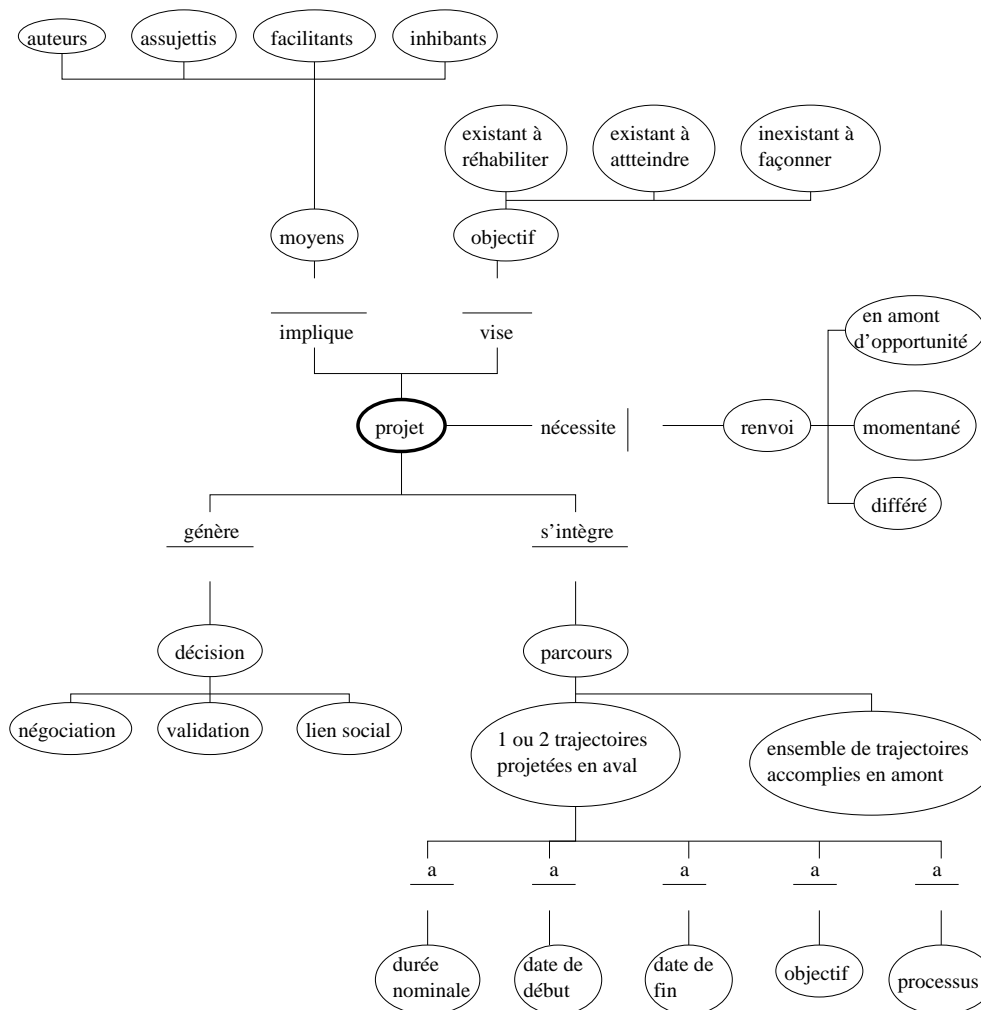 auteurs
assujettis
facilitants
inhibants
existant à
réhabiliter
existant à
attteindre
inexistant à
façonner
moyens
objectif
implique
vise
en amont
d'opportunité
projet
nécessite
renvoi
momentané
différé
génère
s'intègre
décision
parcours
négociation
validation
lien social
1 ou 2 trajectoires
projetées en aval
ensemble de trajectoires
accomplies en amont
a
a
a
a
a
durée
nominale
date de
début
date de
fin
objectif
processus